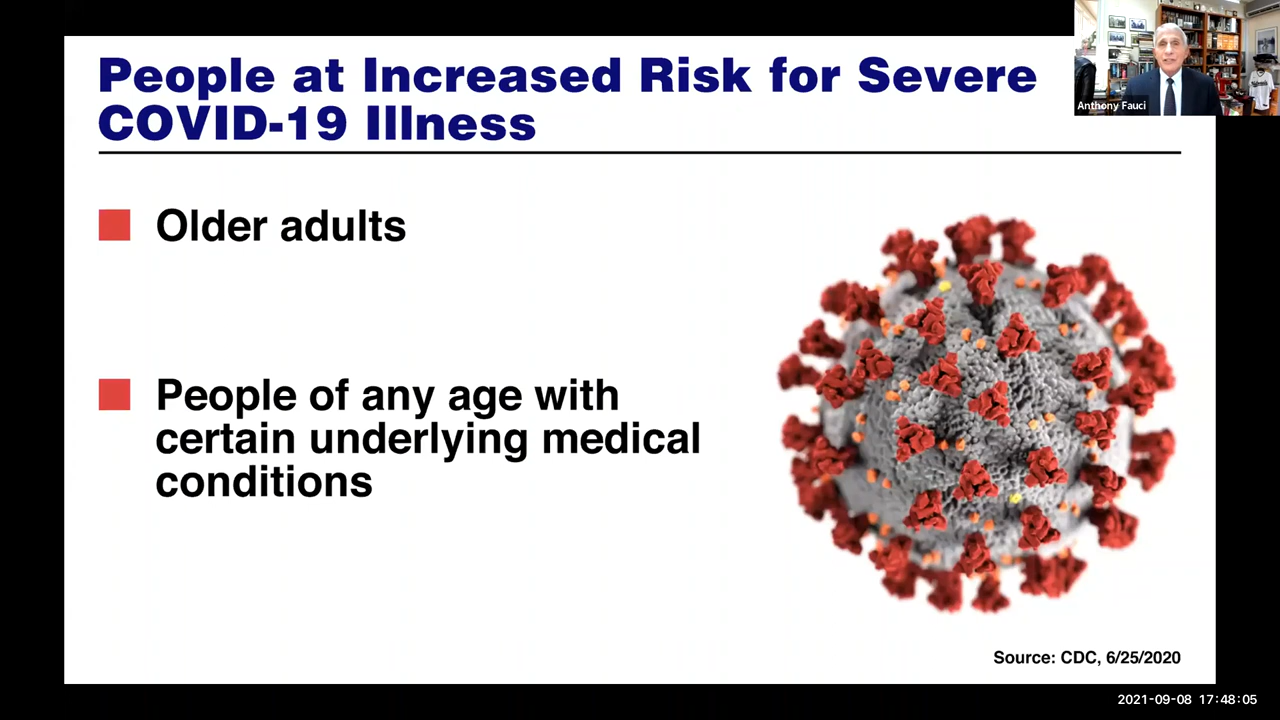 People at Increased Risk for Severe
COVID-19 Illness
Anthony Fauci
Older adults
People of any age with
certain underlying medical
conditions
Source: CDC, 6/25/2020
2021-09-08 17:48:05